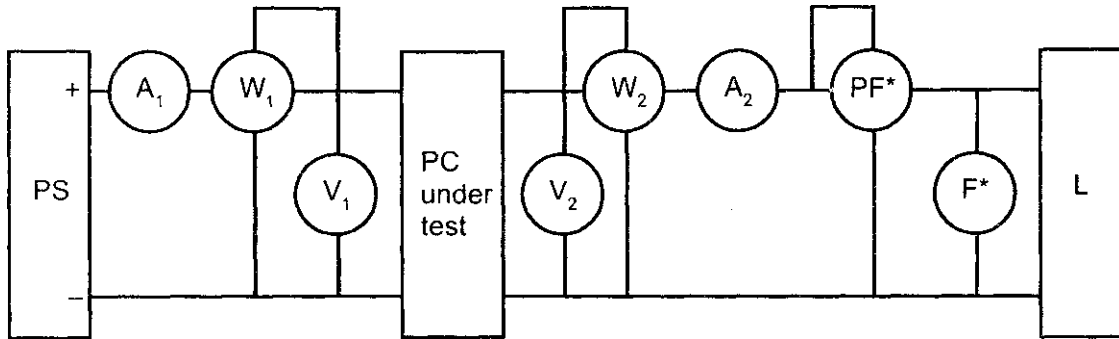 PS
+
–
A₁
W₁
V₁
PC
under
test
V₂
W₂
A₂
PF*
F*
L